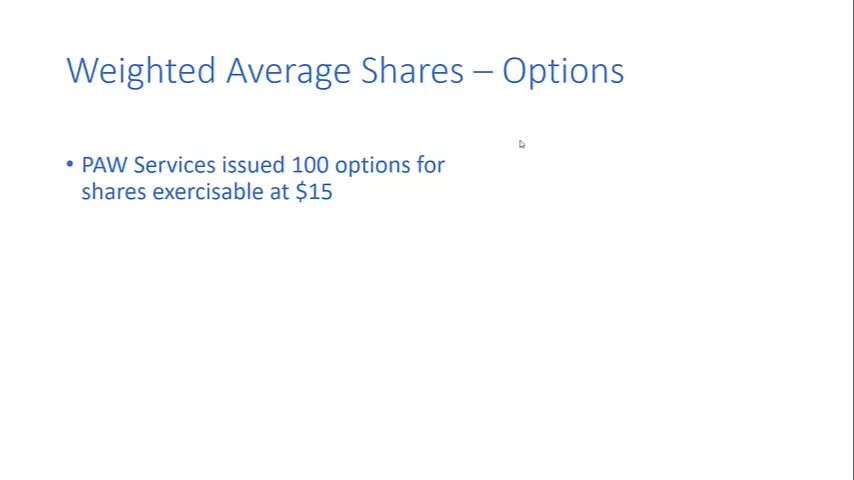 Weighted Average Shares – Options
• PAW Services issued 100 options for
shares exercisable at $15